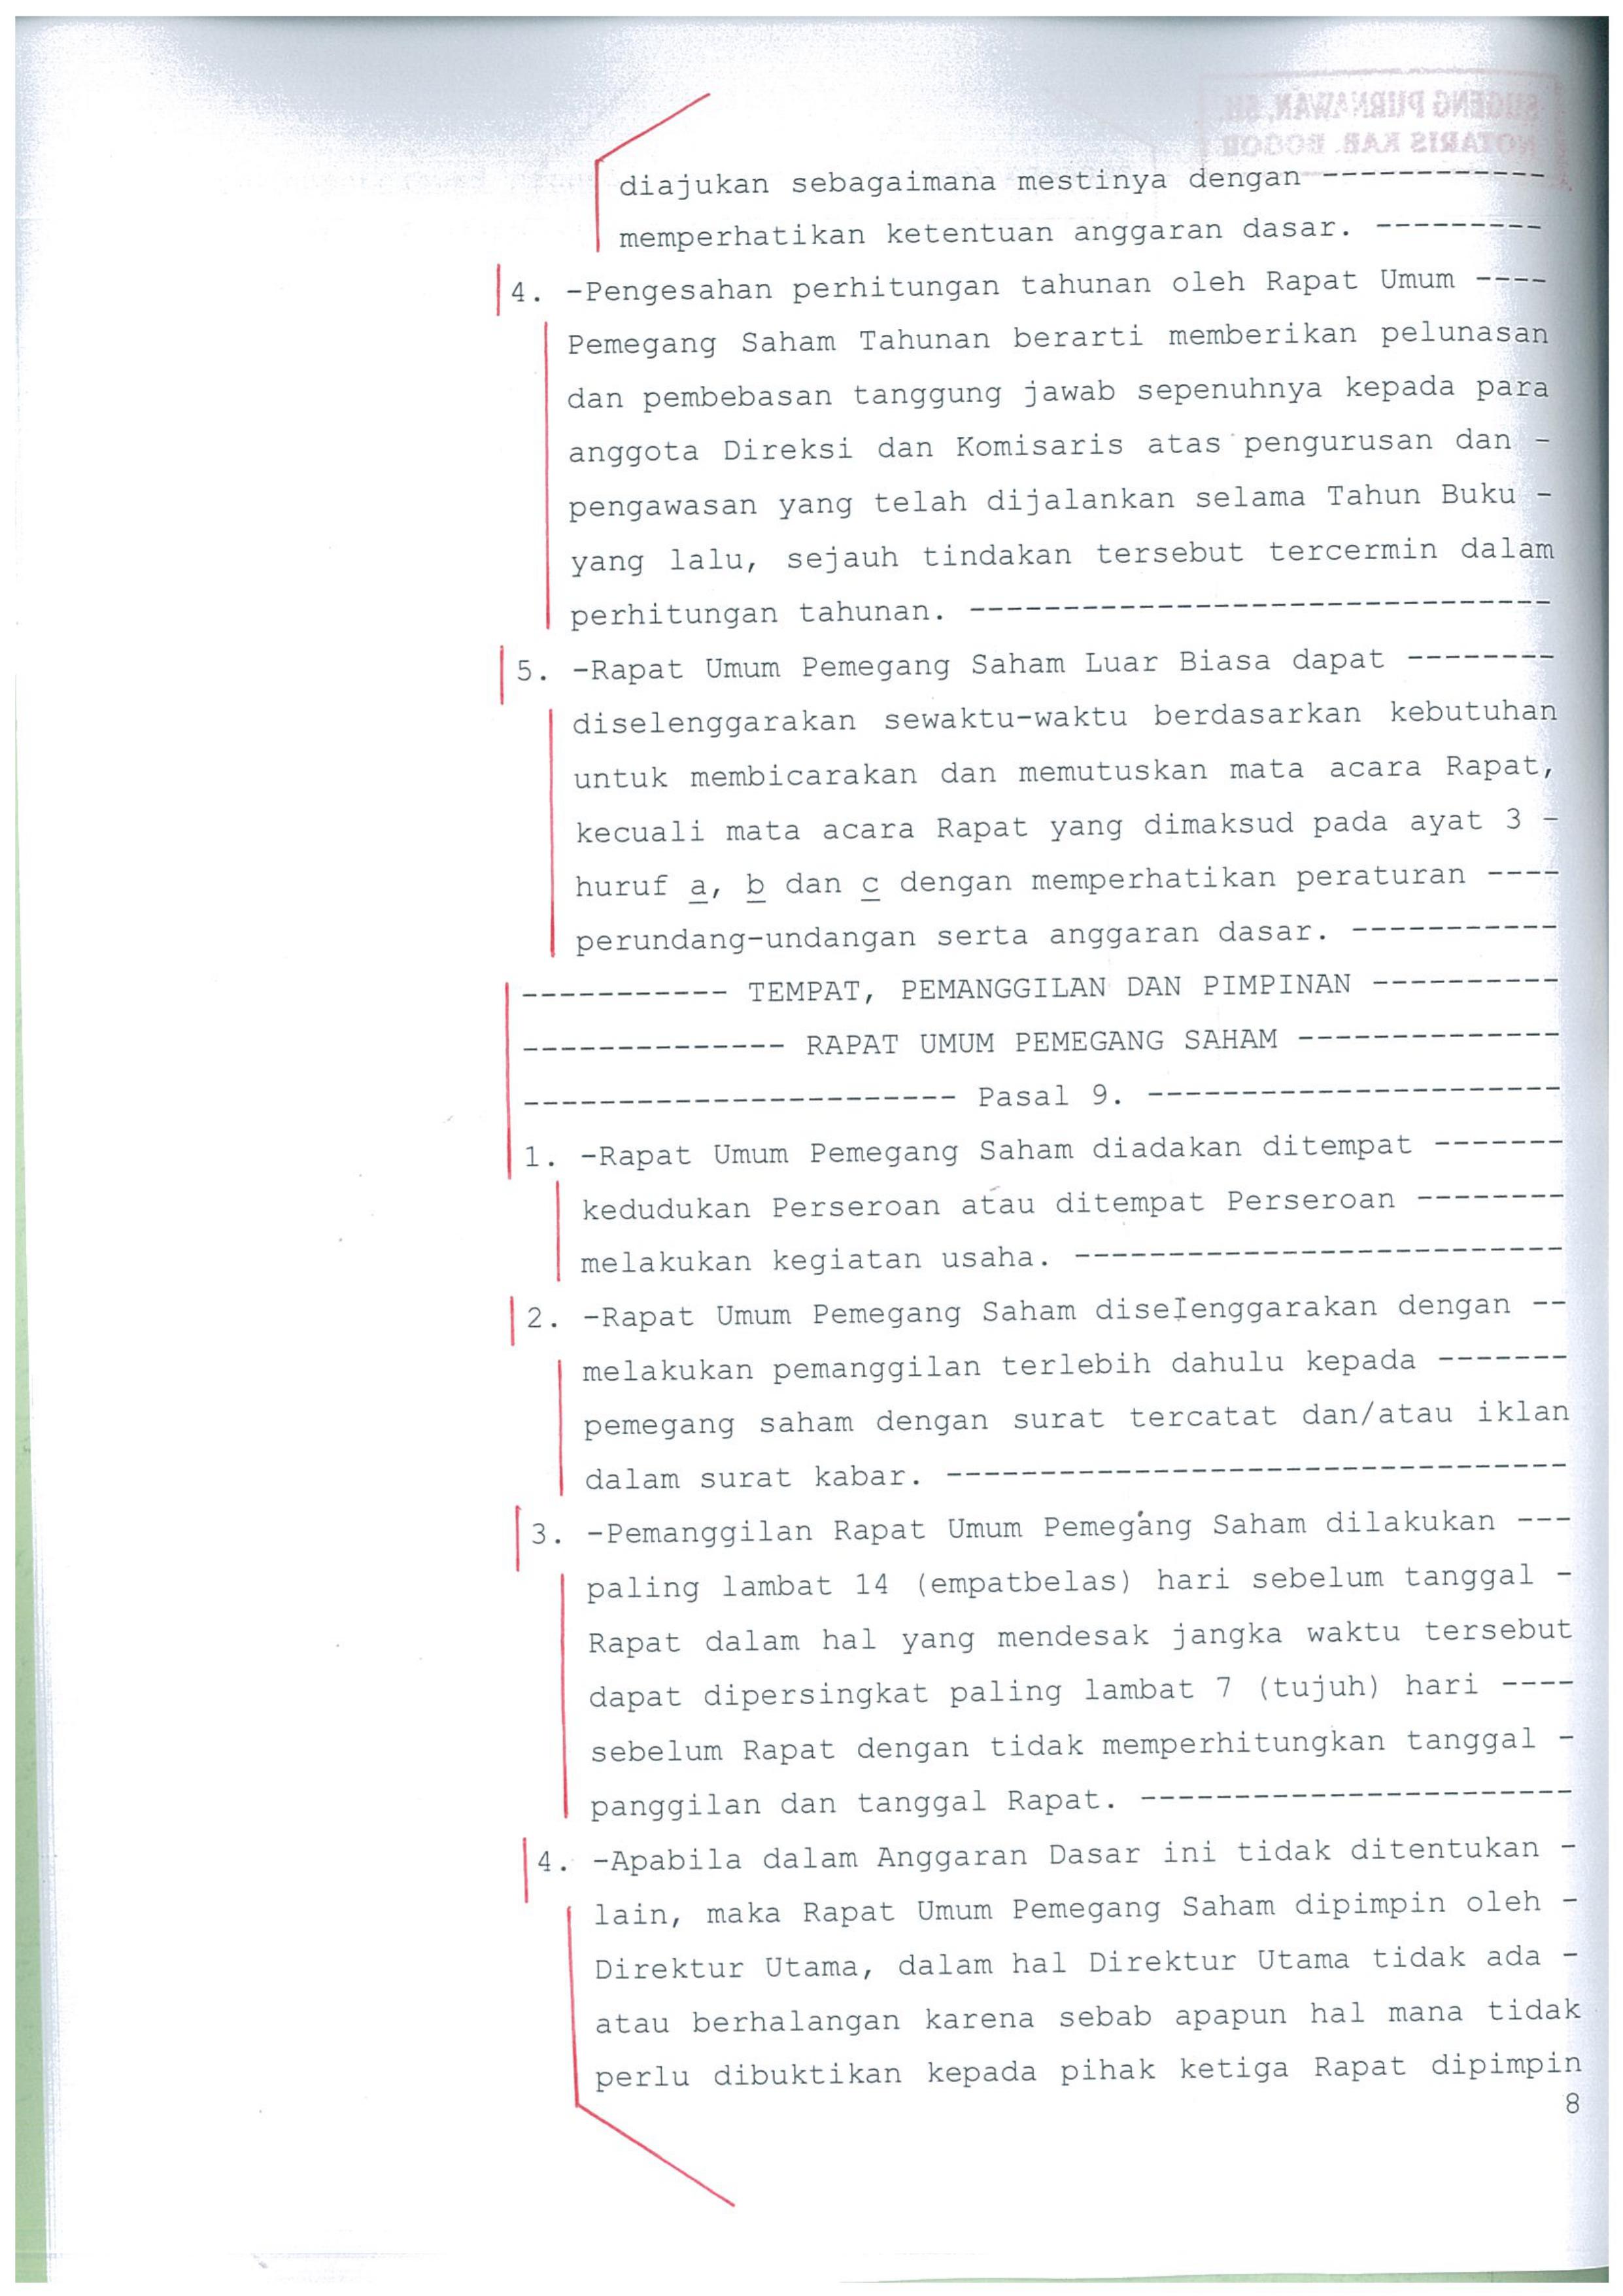 SUGENG PURNAWAN, SH.
NOTARIS KAB. BOGOR
diajukan sebagaimana mestinya dengan ------------
memperhatikan ketentuan anggaran dasar. ---------
4. -Pengesahan perhitungan tahunan oleh Rapat Umum ----
Pemegang Saham Tahunan berarti memberikan pelunasan
dan pembebasan tanggung jawab sepenuhnya kepada para
anggota Direksi dan Komisaris atas pengurusan dan -
pengawasan yang telah dijalankan selama Tahun Buku -
yang lalu, sejauh tindakan tersebut tercermin dalam
perhitungan tahunan. -------------------------------
5. -Rapat Umum Pemegang Saham Luar Biasa dapat --------
diselenggarakan sewaktu-waktu berdasarkan kebutuhan
untuk membicarakan dan memutuskan mata acara Rapat,
kecuali mata acara Rapat yang dimaksud pada ayat 3 -
huruf a, b dan c dengan memperhatikan peraturan ----
perundang-undangan serta anggaran dasar. -----------
----------- TEMPAT, PEMANGGILAN DAN PIMPINAN ----------
-------------- RAPAT UMUM PEMEGANG SAHAM --------------
----------------------- Pasal 9. ----------------------
1. -Rapat Umum Pemegang Saham diadakan ditempat -------
kedudukan Perseroan atau ditempat Perseroan --------
melakukan kegiatan usaha. --------------------------
2. -Rapat Umum Pemegang Saham diselenggarakan dengan --
melakukan pemanggilan terlebih dahulu kepada -------
pemegang saham dengan surat tercatat dan/atau iklan
dalam surat kabar. ---------------------------------
3. -Pemanggilan Rapat Umum Pemegang Saham dilakukan ---
paling lambat 14 (empatbelas) hari sebelum tanggal -
Rapat dalam hal yang mendesak jangka waktu tersebut
dapat dipersingkat paling lambat 7 (tujuh) hari ----
sebelum Rapat dengan tidak memperhitungkan tanggal -
panggilan dan tanggal Rapat. -----------------------
4. -Apabila dalam Anggaran Dasar ini tidak ditentukan -
lain, maka Rapat Umum Pemegang Saham dipimpin oleh -
Direktur Utama, dalam hal Direktur Utama tidak ada -
atau berhalangan karena sebab apapun hal mana tidak
perlu dibuktikan kepada pihak ketiga Rapat dipimpin
8